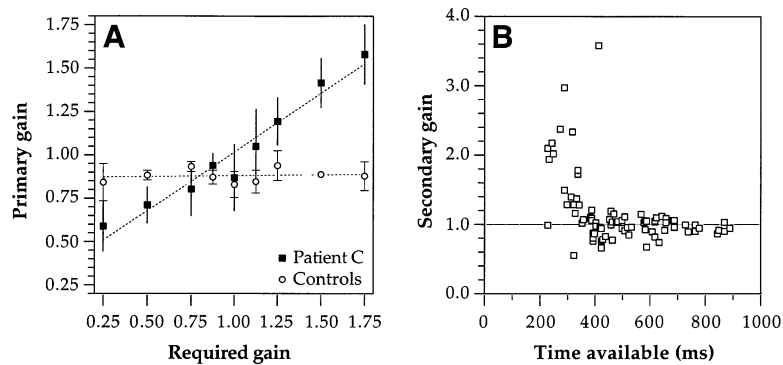 A
1.75
1.50
1.25
1.00
0.75
0.50
0.25
Primary gain
Patient C
Controls
0.25 0.50 0.75 1.00 1.25 1.50 1.75
Required gain
B
4.0
3.0
2.0
1.0
0.0
Secondary gain
0 200 400 600 800 1000
Time available (ms)